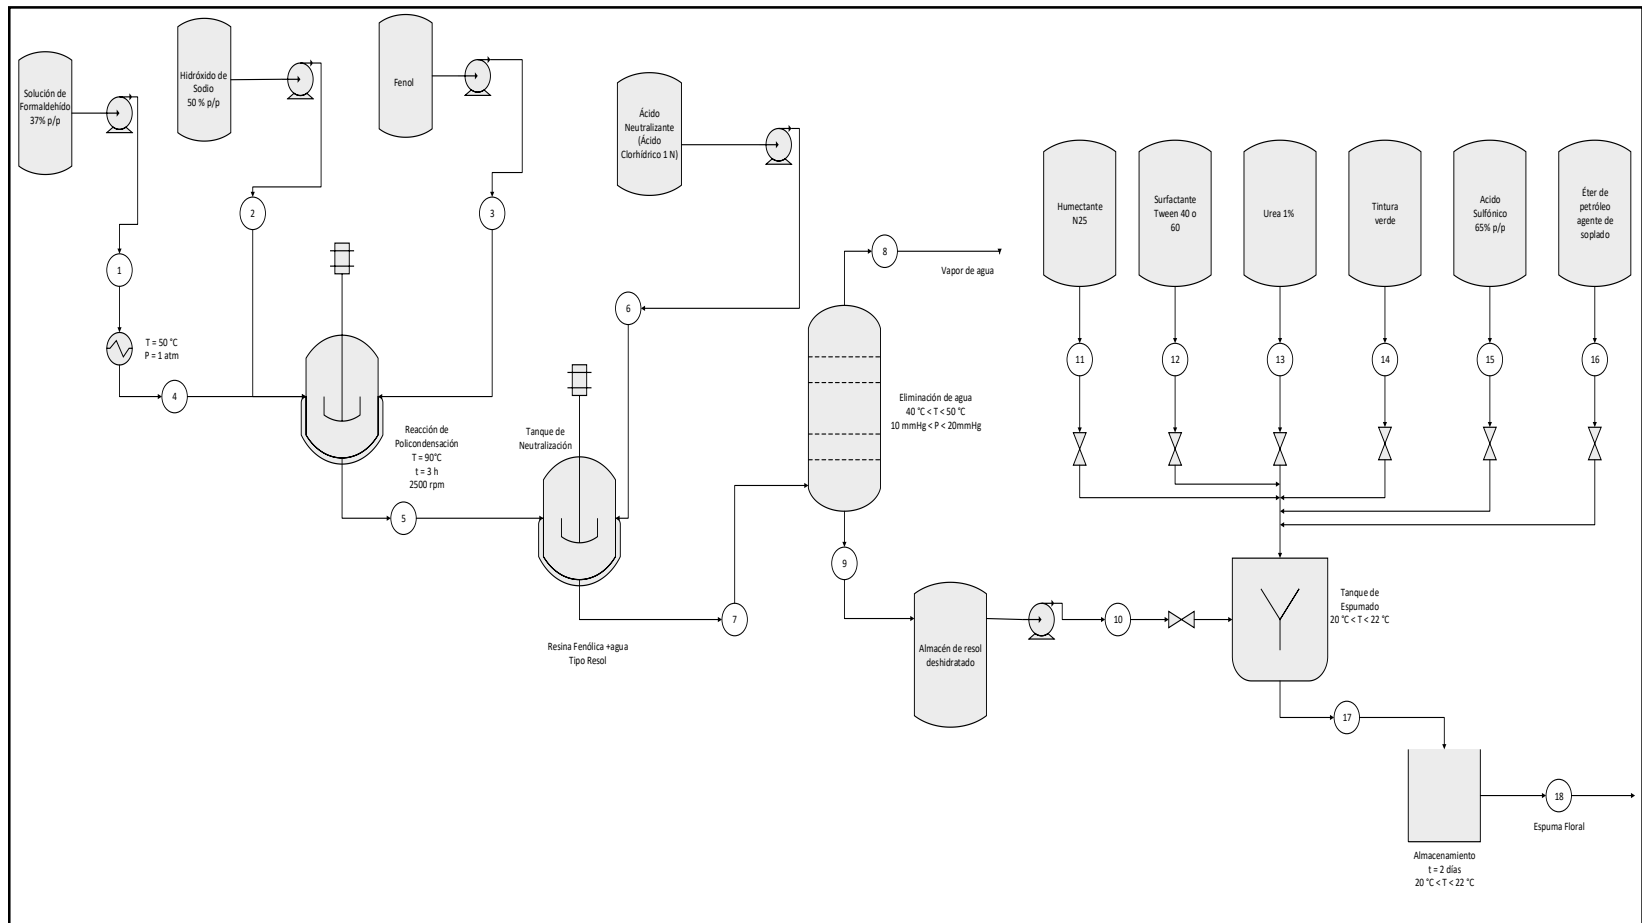 Solución de
Formaldehído
37% p/p
Hidróxido de
Sodio
50 % p/p
Fenol
Ácido
Neutralizante
(Ácido
Clorhídrico 1 N)
1
2
3
T = 50 °C
P = 1 atm
4
Reacción de
Policondensación
T = 90°C
t = 3 h
2500 rpm
5
Tanque de
Neutralización
6
Resina Fenólica +agua
Tipo Resol
7
8
Vapor de agua
Eliminación de agua
40 °C < T < 50 °C
10 mmHg < P < 20mmHg
9
Almacén de resol
deshidratado
10
Humectante
N25
Surfactante
Tween 40 o
60
Urea 1%
Tintura
verde
Acido
Sulfónico
65% p/p
Éter de
petróleo
agente de
soplado
11
12
13
14
15
16
Tanque de
Espumado
20 °C < T < 22 °C
17
18
Espuma Floral
Almacenamiento
t = 2 días
20 °C < T < 22 °C